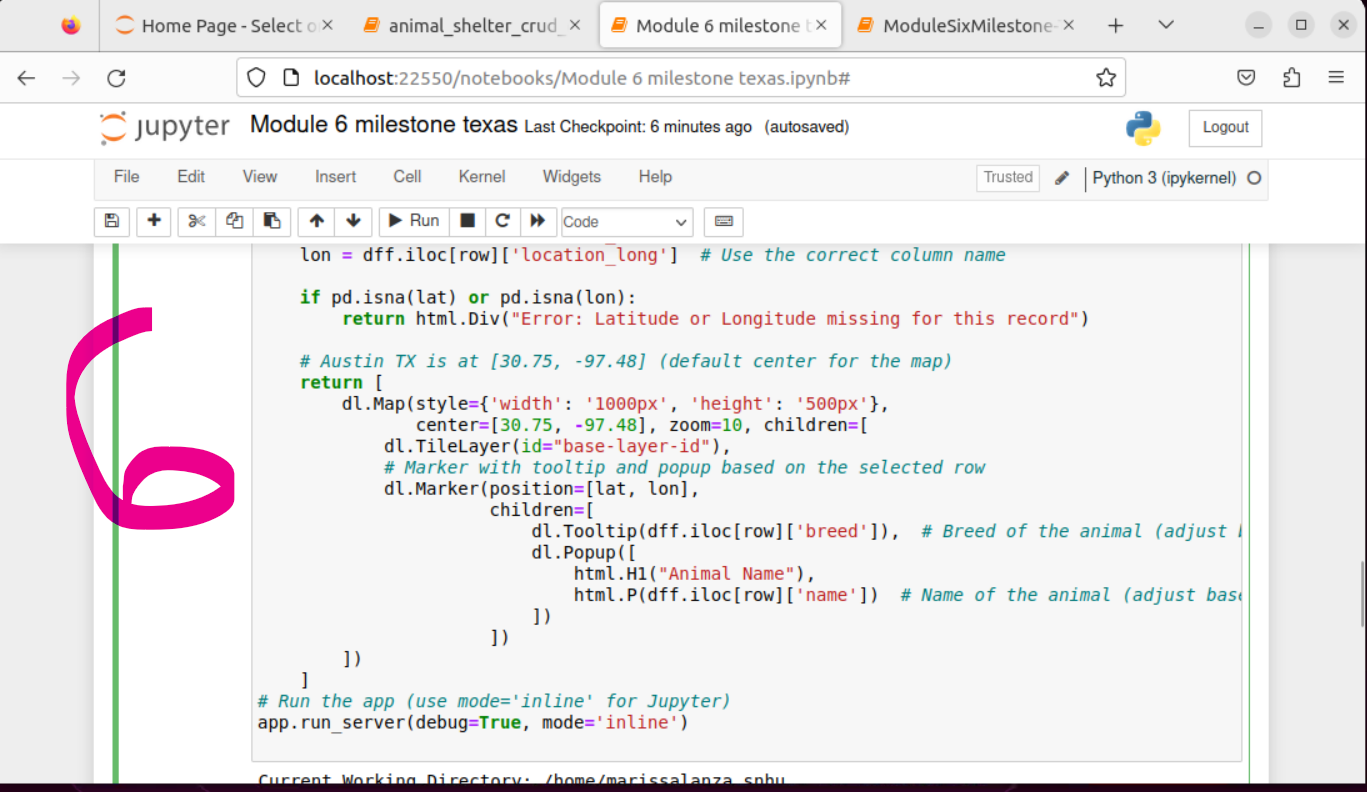 Home Page - Select o
animal_shelter_crud_
Module 6 milestone t
ModuleSixMilestone-
localhost:22550/notebooks/Module 6 milestone texas.ipynb#
jupyter Module 6 milestone texas Last Checkpoint: 6 minutes ago (autosaved)
Logout
File Edit View Insert Cell Kernel Widgets Help
Trusted Python 3 (ipykernel)
Run Code
lon = dff.iloc[row]['location_long']  # Use the correct column name
if pd.isna(lat) or pd.isna(lon):
return html.Div("Error: Latitude or Longitude missing for this record")
# Austin TX is at [30.75, -97.48] (default center for the map)
return [
dl.Map(style={'width': '1000px', 'height': '500px'},
center=[30.75, -97.48], zoom=10, children=[
dl.TileLayer(id="base-layer-id"),
# Marker with tooltip and popup based on the selected row
dl.Marker(position=[lat, lon],
children=[
dl.Tooltip(dff.iloc[row]['breed']),  # Breed of the animal (adjust
dl.Popup([
html.H1("Animal Name"),
html.P(dff.iloc[row]['name'])  # Name of the animal (adjust base
])
])
])
]
# Run the app (use mode='inline' for Jupyter)
app.run_server(debug=True, mode='inline')
Current Working Directory: /home/marissalanza_snhu
6